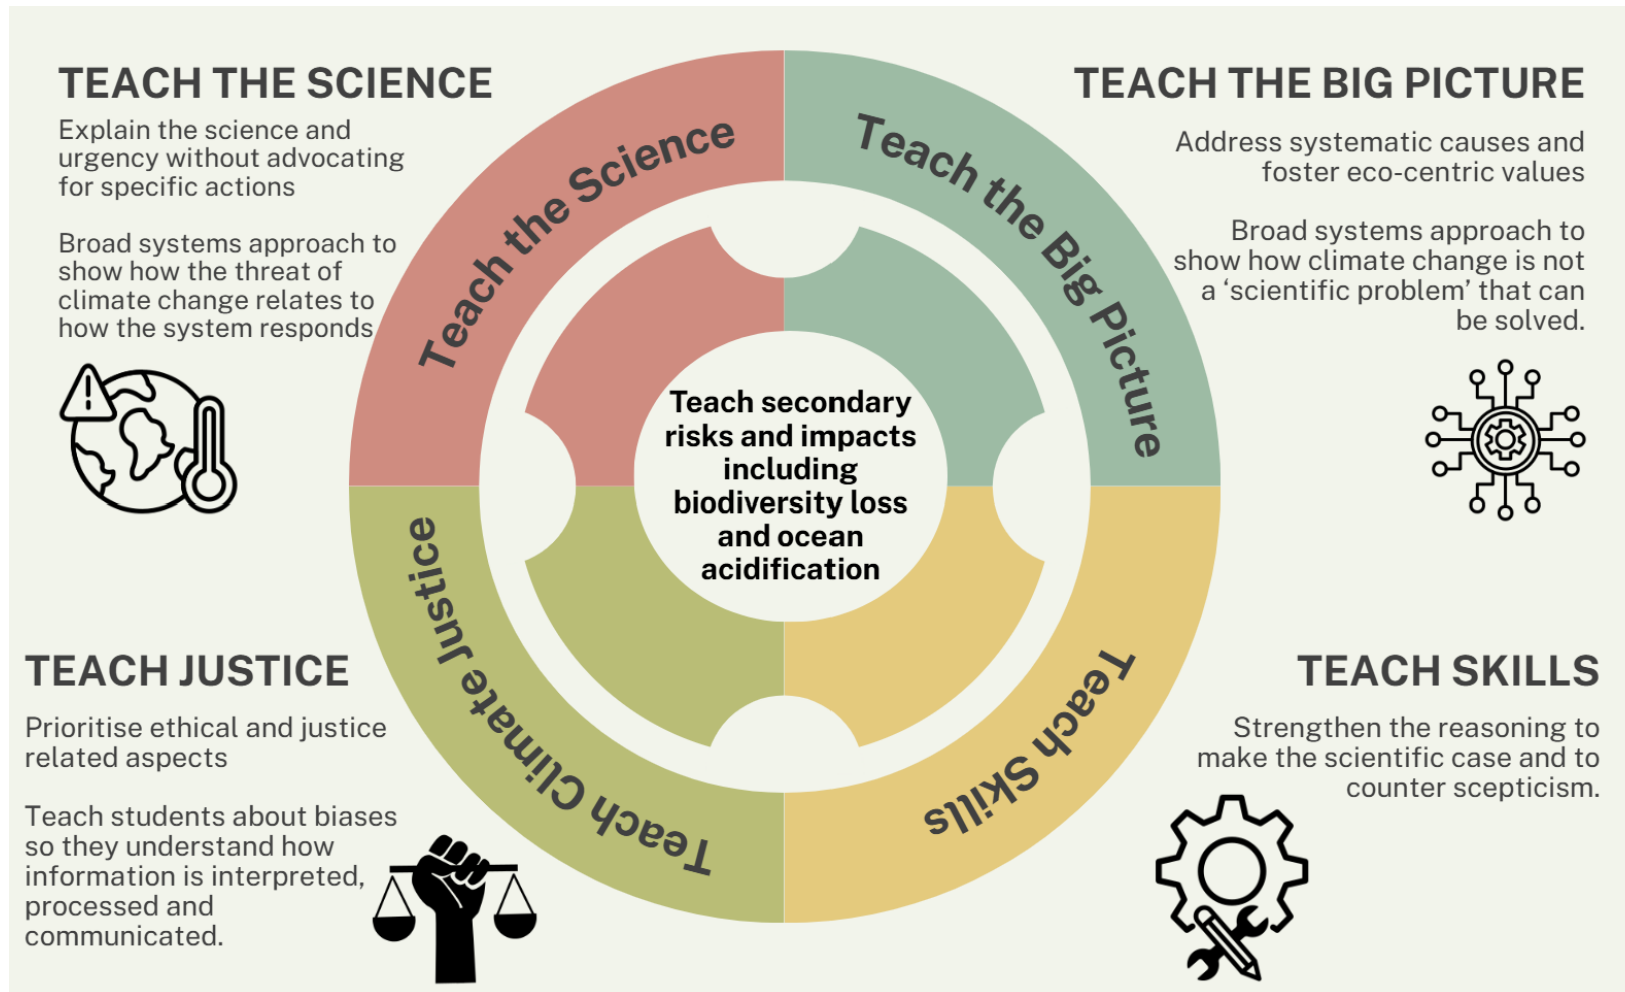 TEACH THE SCIENCE
Explain the science and
urgency without advocating
for specific actions
Broad systems approach to
show how the threat of
climate change relates to
how the system responds
TEACH THE BIG PICTURE
Address systematic causes and
foster eco-centric values
Broad systems approach to
show how climate change is not
a ‘scientific problem’ that can
be solved.
Teach the Science
Teach the Big Picture
Teach secondary
risks and impacts
including
biodiversity loss
and ocean
acidification
Teach Climate Justice
Teach Skills
TEACH JUSTICE
Prioritise ethical and justice
related aspects
Teach students about biases
so they understand how
information is interpreted,
processed and
communicated.
TEACH SKILLS
Strengthen the reasoning to
make the scientific case and to
counter scepticism.